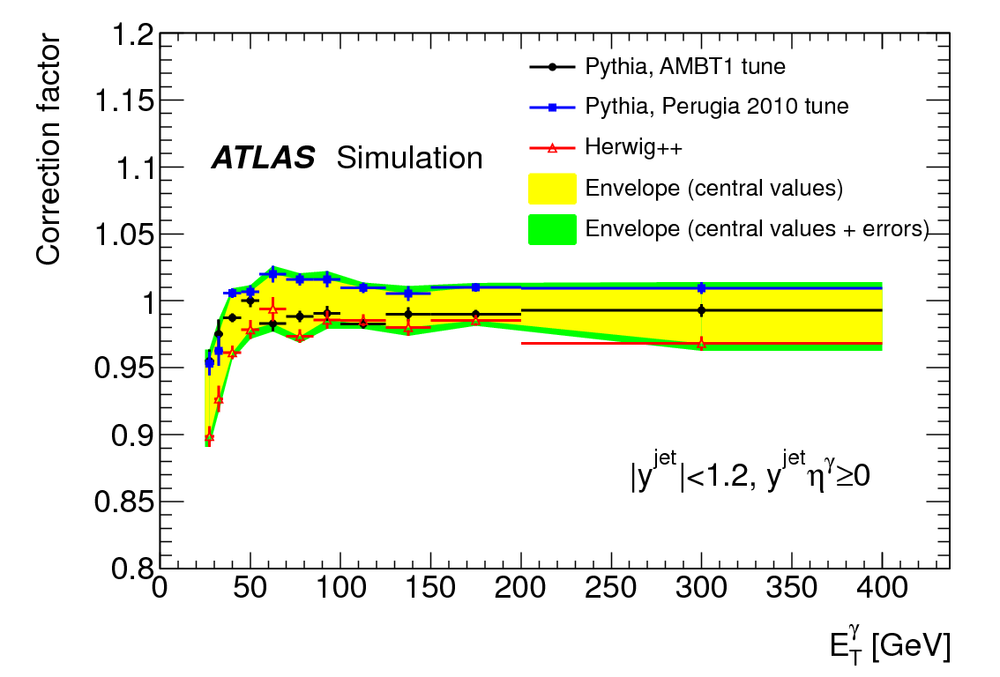 Correction factor
1.2
1.15
1.1
1.05
1
0.95
0.9
0.85
0.8
Pythia, AMBT1 tune
Pythia, Perugia 2010 tune
Herwig++
Envelope (central values)
Envelope (central values + errors)
ATLAS Simulation
|y^jet|<1.2, y^jet η^γ≥0
0 50 100 150 200 250 300 350 400
E_T^γ [GeV]